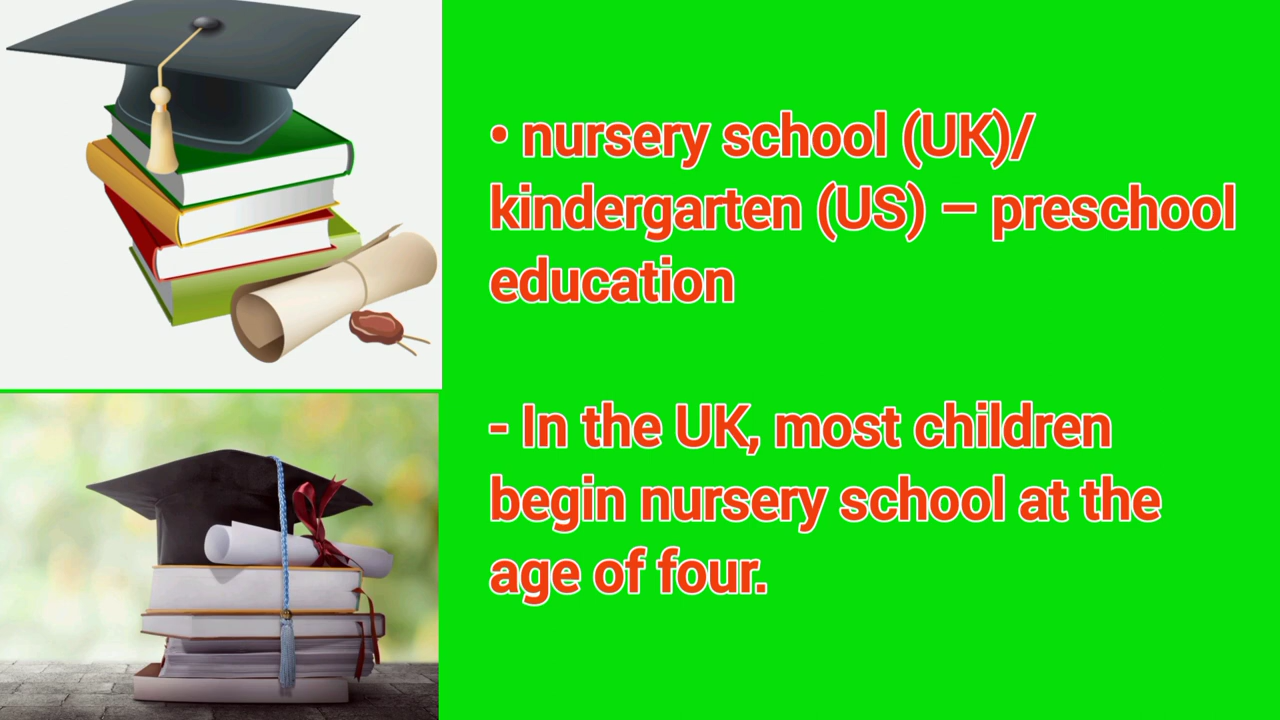 • nursery school (UK)/
kindergarten (US) – preschool
education
- In the UK, most children
begin nursery school at the
age of four.